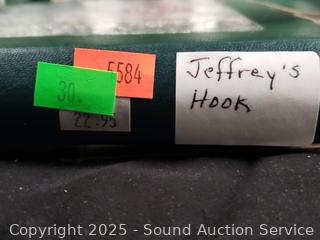 5584
30.
22.95
Jeffrey's
Hook
Copyright 2025 - Sound Auction Service